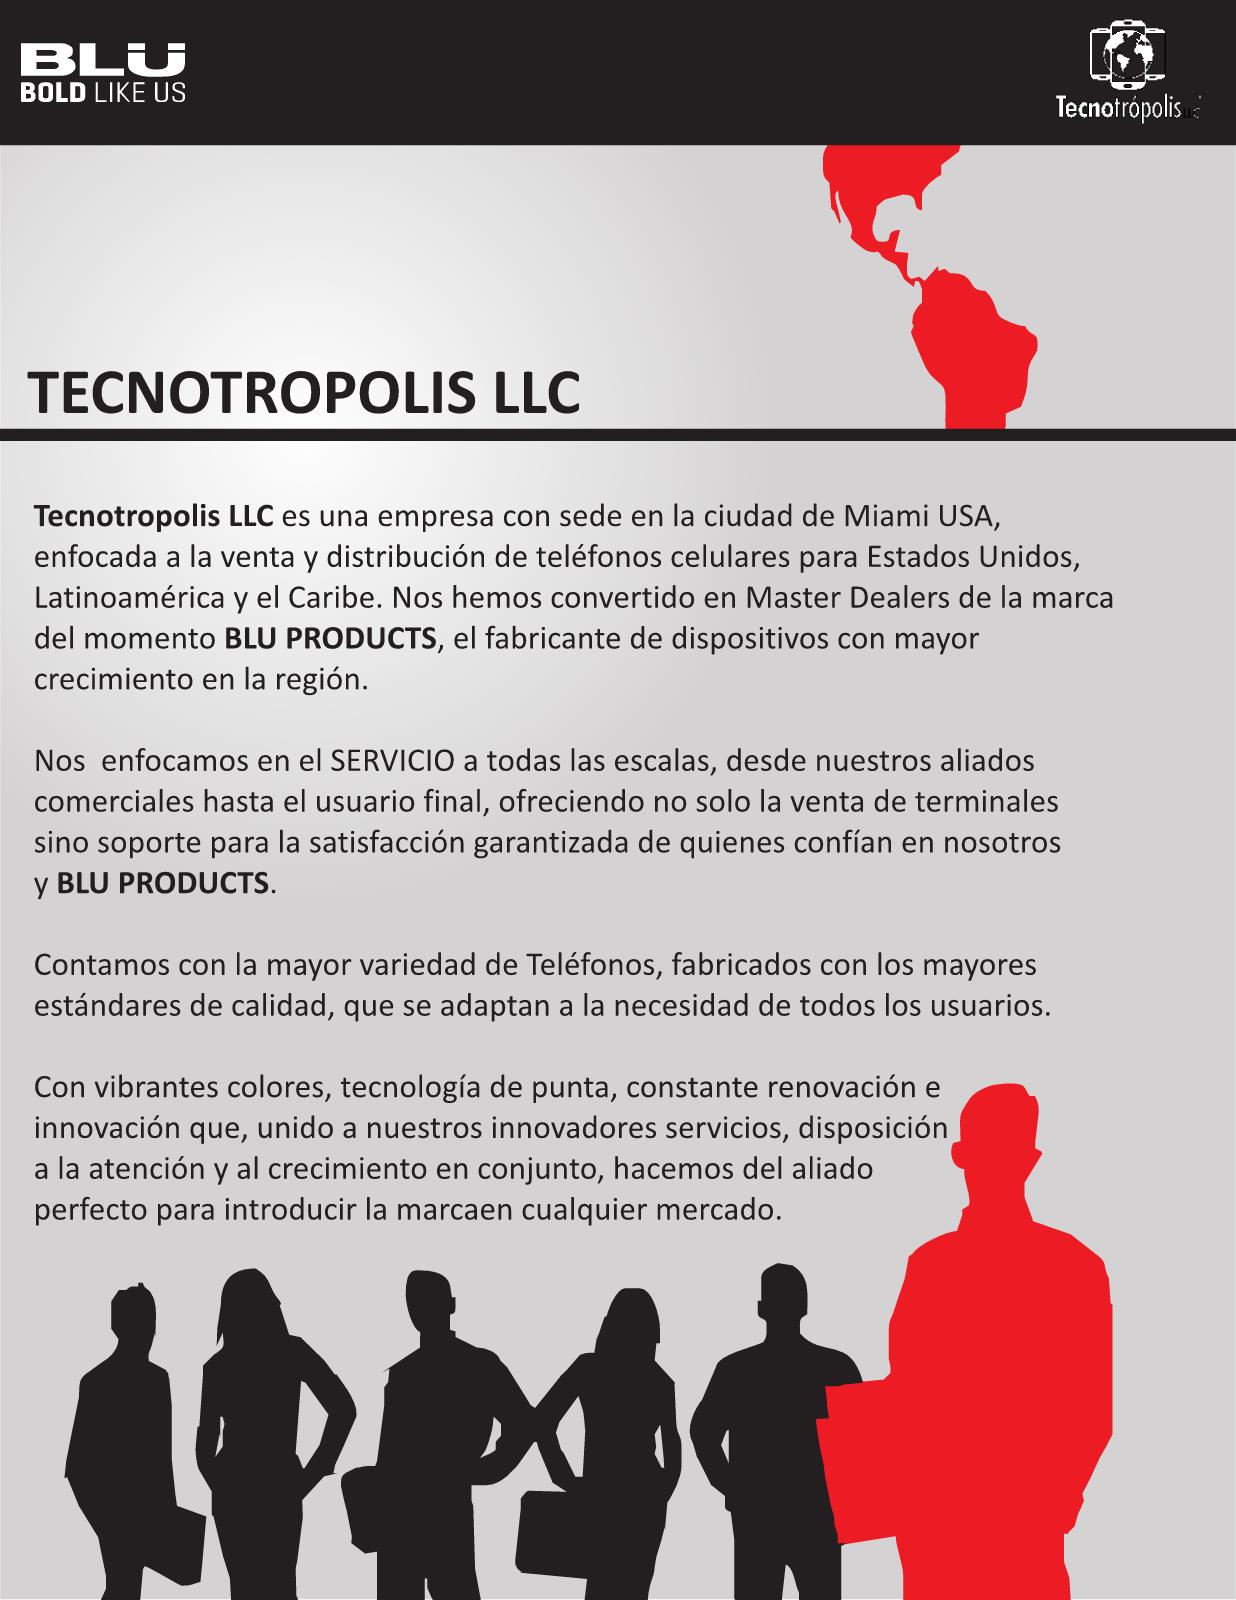 BLU
BOLD LIKE US
Tecnotrópolis
TECNOTROPOLIS LLC
Tecnotropolis LLC es una empresa con sede en la ciudad de Miami USA,
enfocada a la venta y distribución de teléfonos celulares para Estados Unidos,
Latinoamérica y el Caribe. Nos hemos convertido en Master Dealers de la marca
del momento BLU PRODUCTS, el fabricante de dispositivos con mayor
crecimiento en la región.
Nos  enfocamos en el SERVICIO a todas las escalas, desde nuestros aliados
comerciales hasta el usuario final, ofreciendo no solo la venta de terminales
sino soporte para la satisfacción garantizada de quienes confían en nosotros
y BLU PRODUCTS.
Contamos con la mayor variedad de Teléfonos, fabricados con los mayores
estándares de calidad, que se adaptan a la necesidad de todos los usuarios.
Con vibrantes colores, tecnología de punta, constante renovación e
innovación que, unido a nuestros innovadores servicios, disposición
a la atención y al crecimiento en conjunto, hacemos del aliado
perfecto para introducir la marcaen cualquier mercado.